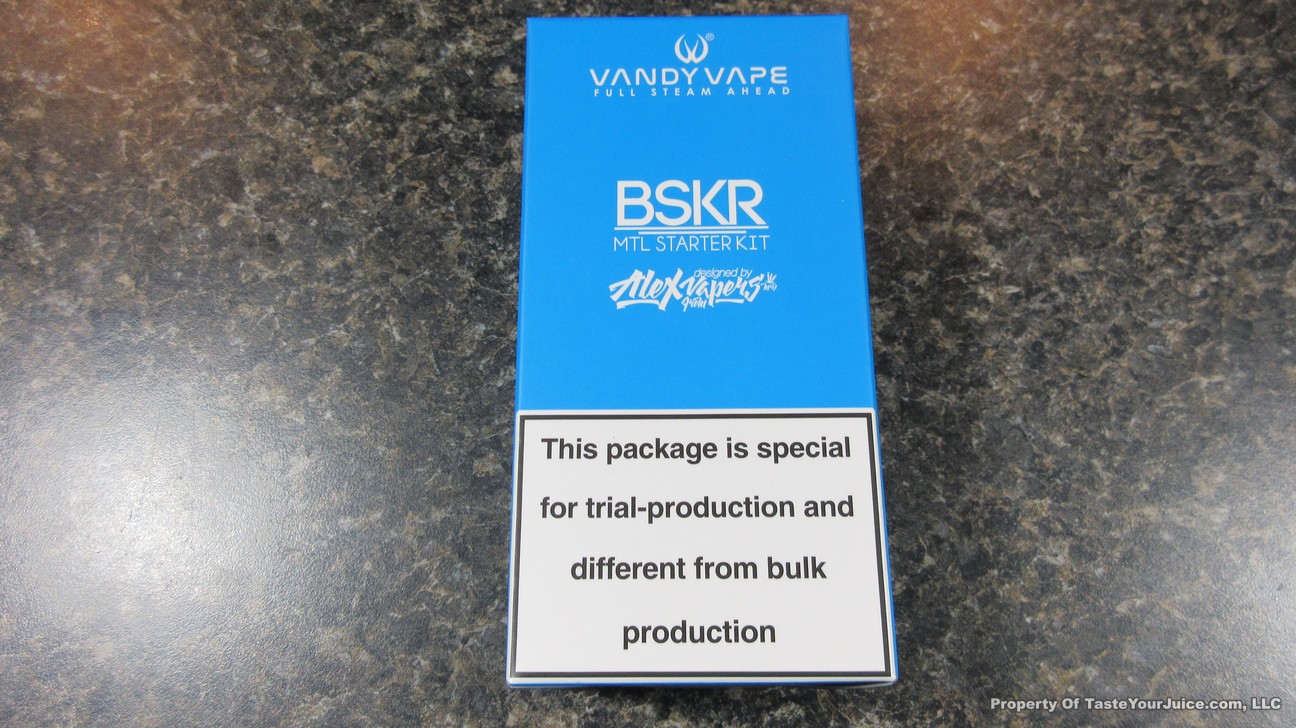 VANDY VAPE®
FULL STEAM AHEAD
BSKR
MTL STARTER KIT
designed by
Alex vapers'
This package is special
for trial-production and
different from bulk
production
Property Of TasteYourJuice.com, LLC